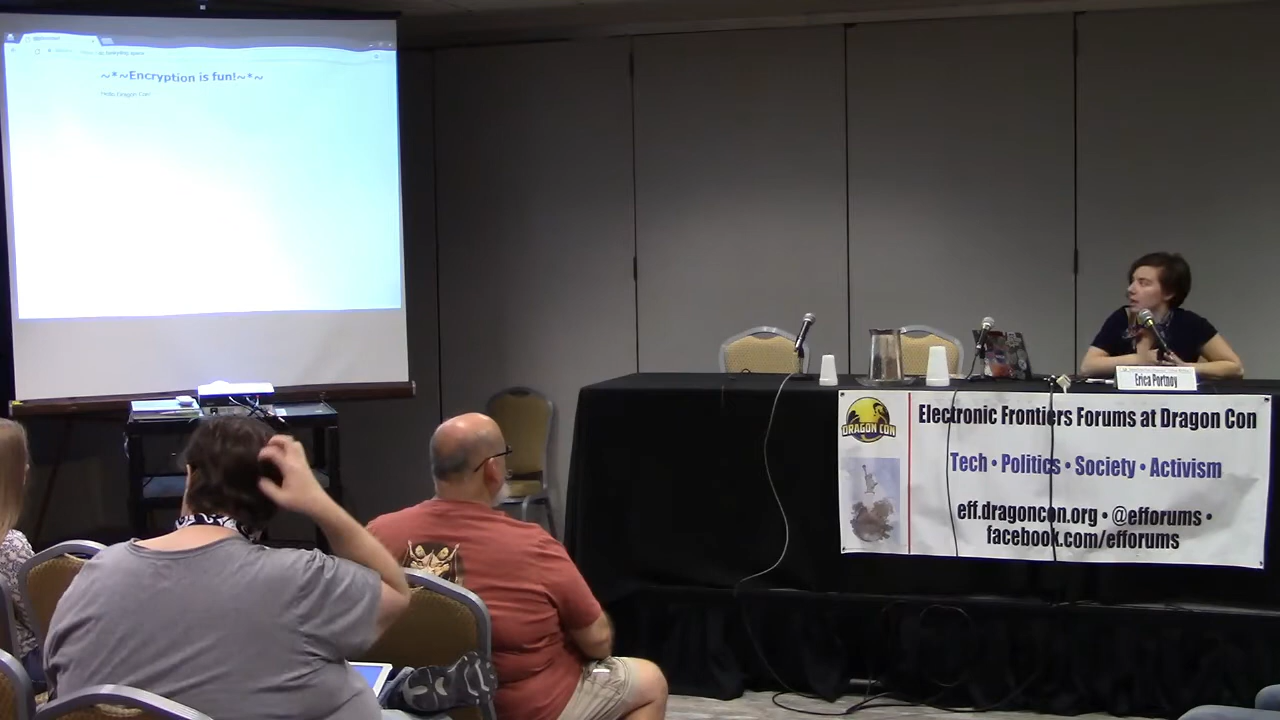 ~*~Encryption is fun!~*~
Hello Dragon Con!
Erica Portnoy
DRAGON CON
Electronic Frontiers Forums at Dragon Con
Tech • Politics • Society • Activism
eff.dragoncon.org • @efforums •
facebook.com/efforums